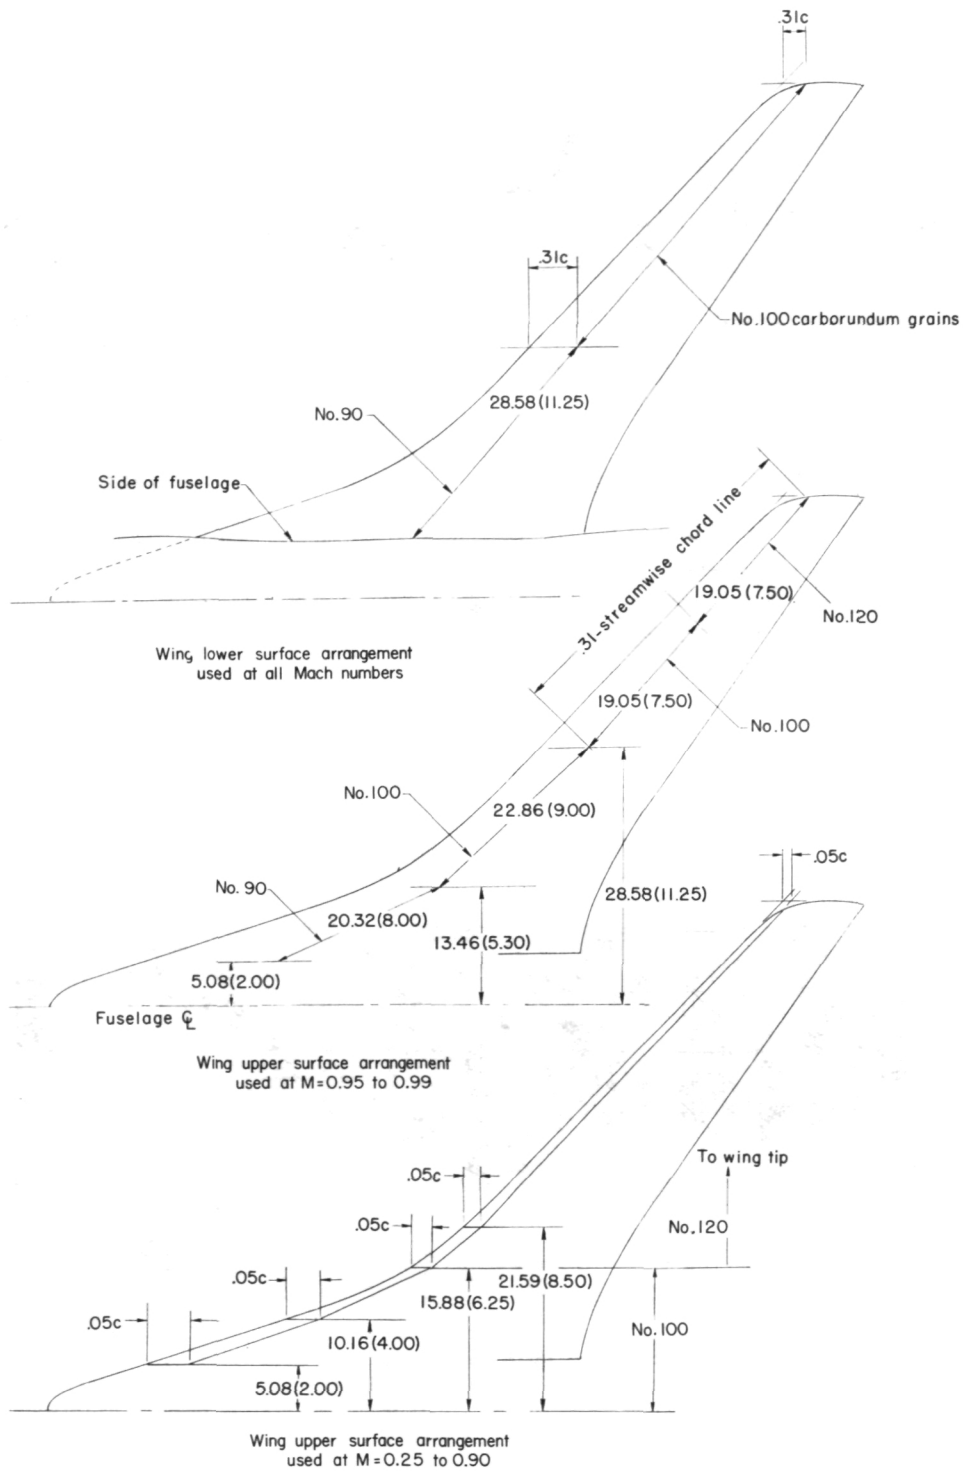 .31c
.31c
No.100 carborundum grains
28.58(11.25)
No.90
Side of fuselage
.31-streamwise chord line
19.05(7.50)
No.120
Wing lower surface arrangement
used at all Mach numbers
19.05(7.50)
No.100
No.100
22.86(9.00)
.05c
No.90
28.58(11.25)
20.32(8.00)
13.46(5.30)
5.08(2.00)
Fuselage ℄
Wing upper surface arrangement
used at M=0.95 to 0.99
To wing tip
.05c
.05c
No.120
.05c
21.59(8.50)
15.88(6.25)
.05c
No.100
10.16(4.00)
5.08(2.00)
Wing upper surface arrangement
used at M=0.25 to 0.90